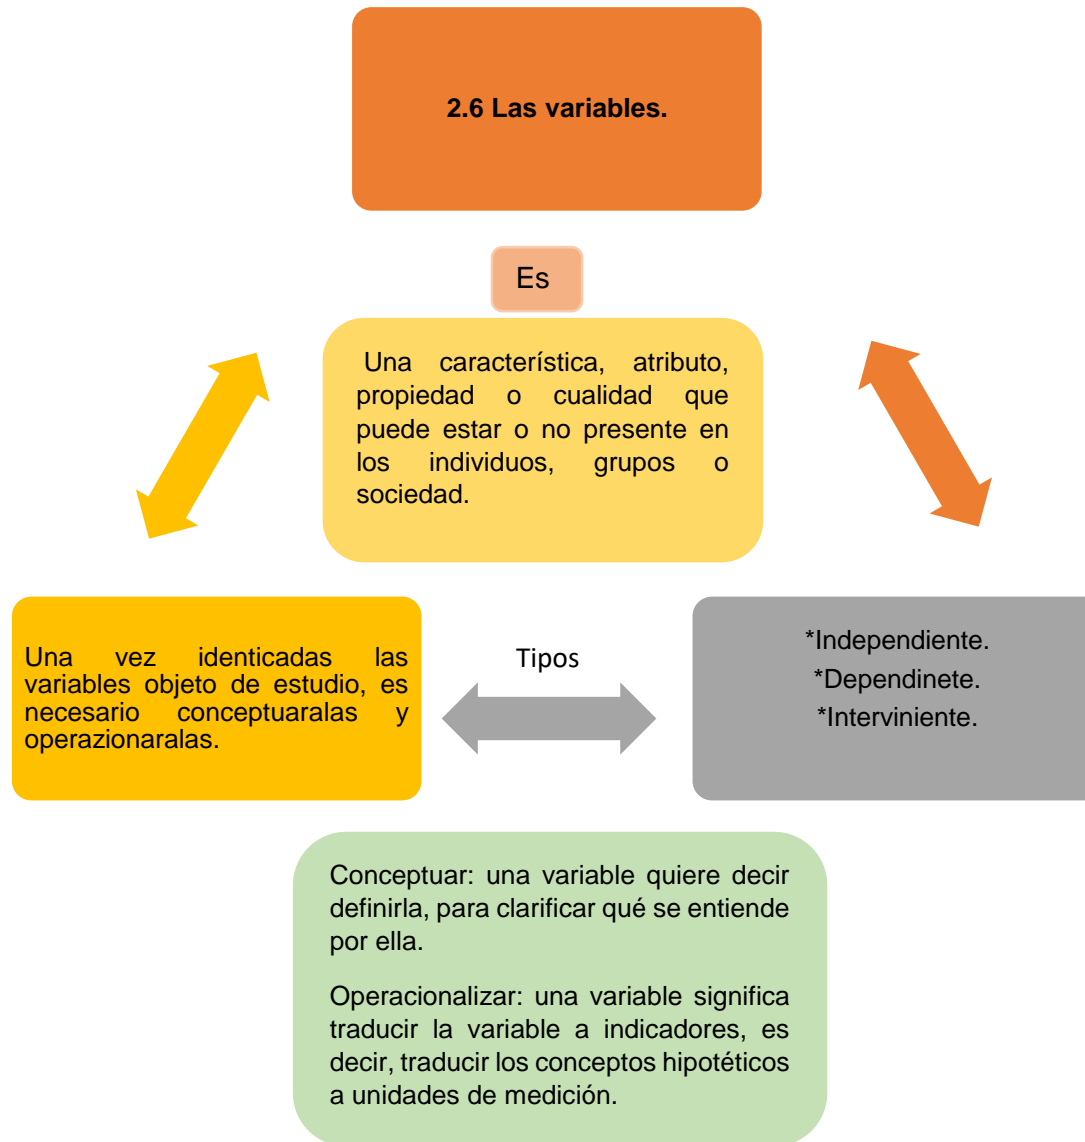 2.6 Las variables.
Es
Una característica, atributo,
propiedad o cualidad que
puede estar o no presente en
los individuos, grupos o
sociedad.
Una vez identicadas las
variables objeto de estudio, es
necesario conceptuaralas y
operazionaralas.
Tipos
*Independiente.
*Dependinete.
*Interviniente.
Conceptuar: una variable quiere decir
definirla, para clarificar qué se entiende
por ella.
Operacionalizar: una variable significa
traducir la variable a indicadores, es
decir, traducir los conceptos hipotéticos
a unidades de medición.